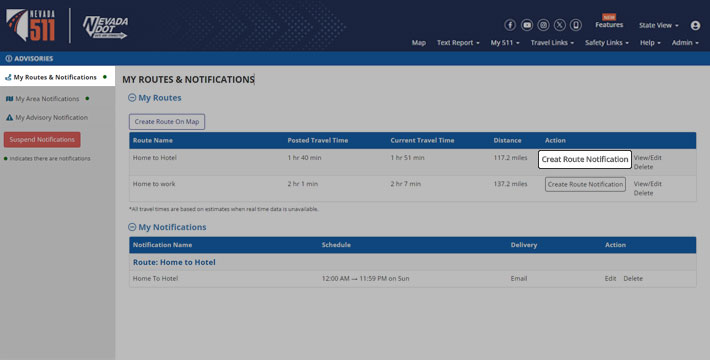 NEVADA
511
NEVADA
DOT
SAFE AND CONNECTED
NEW
Features
State View
Map
Text Report
My 511
Travel Links
Safety Links
Help
Admin
ADVISORIES
My Routes & Notifications
My Area Notifications
My Advisory Notification
Suspend Notifications
Indicates there are notifications
MY ROUTES & NOTIFICATIONS
My Routes
Create Route On Map
Route Name Posted Travel Time Current Travel Time Distance Action
Home to Hotel 1 hr 40 min 1 hr 51 min 117.2 miles Creat Route Notification View/Edit
Delete
Home to work 2 hr 1 min 2 hr 7 min 137.2 miles Create Route Notification View/Edit
Delete
*All travel times are based on estimates when real time data is unavailable.
My Notifications
Notification Name Schedule Delivery Action
Route: Home to Hotel
Home To Hotel 12:00 AM → 11:59 PM on Sun Email Edit Delete